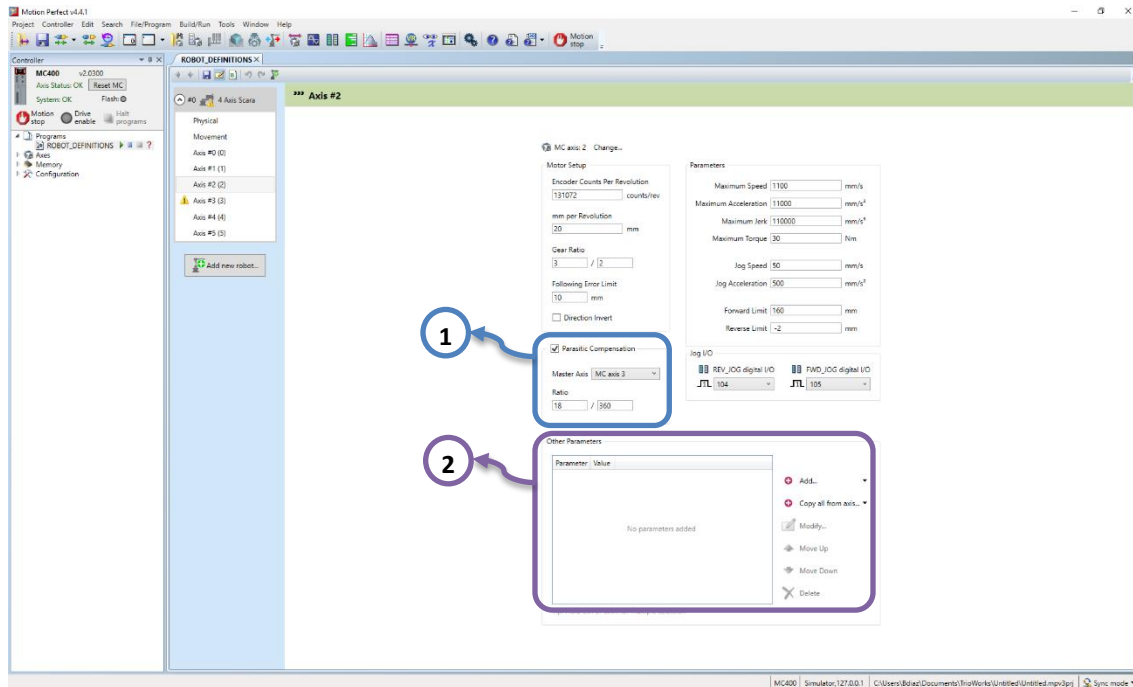 Motion Perfect v4.4.1
Project Controller Edit Search File/Program Build/Run Tools Window Help
Motion stop
Controller
ROBOT_DEFINITIONS
MC400 v2.0300
Axis Status: OK Reset MC
System: OK Flash:
Motion stop Drive enable Halt programs
Programs
ROBOT_DEFINITIONS
Axes
Memory
Configuration
#0 4 Axis Scara
Physical
Movement
Axis #0 (0)
Axis #1 (1)
Axis #2 (2)
Axis #3 (3)
Axis #4 (4)
Axis #5 (5)
Add new robot...
Axis #2
MC axis: 2 Change...
Motor Setup
Encoder Counts Per Revolution
131072 counts/rev
mm per Revolution
20 mm
Gear Ratio
3 / 2
Following Error Limit
10 mm
Direction Invert
Parameters
Maximum Speed 1100 mm/s
Maximum Acceleration 11000 mm/s²
Maximum Jerk 110000 mm/s³
Maximum Torque 30 Nm
Jog Speed 50 mm/s
Jog Acceleration 500 mm/s²
Forward Limit 160 mm
Reverse Limit -2 mm
1
Parasitic Compensation
Master Axis MC axis 3
Ratio
18 / 360
Jog I/O
REV_JOG digital I/O FWD_JOG digital I/O
104 105
2
Other Parameters
Parameter Value
No parameters added
Add...
Copy all from axis...
Modify...
Move Up
Move Down
Delete
MC400 Simulator,127.0.0.1 C:\Users\Bdiaz\Documents\TrioWorks\Untitled\Untitled.mpv3prj Sync mode